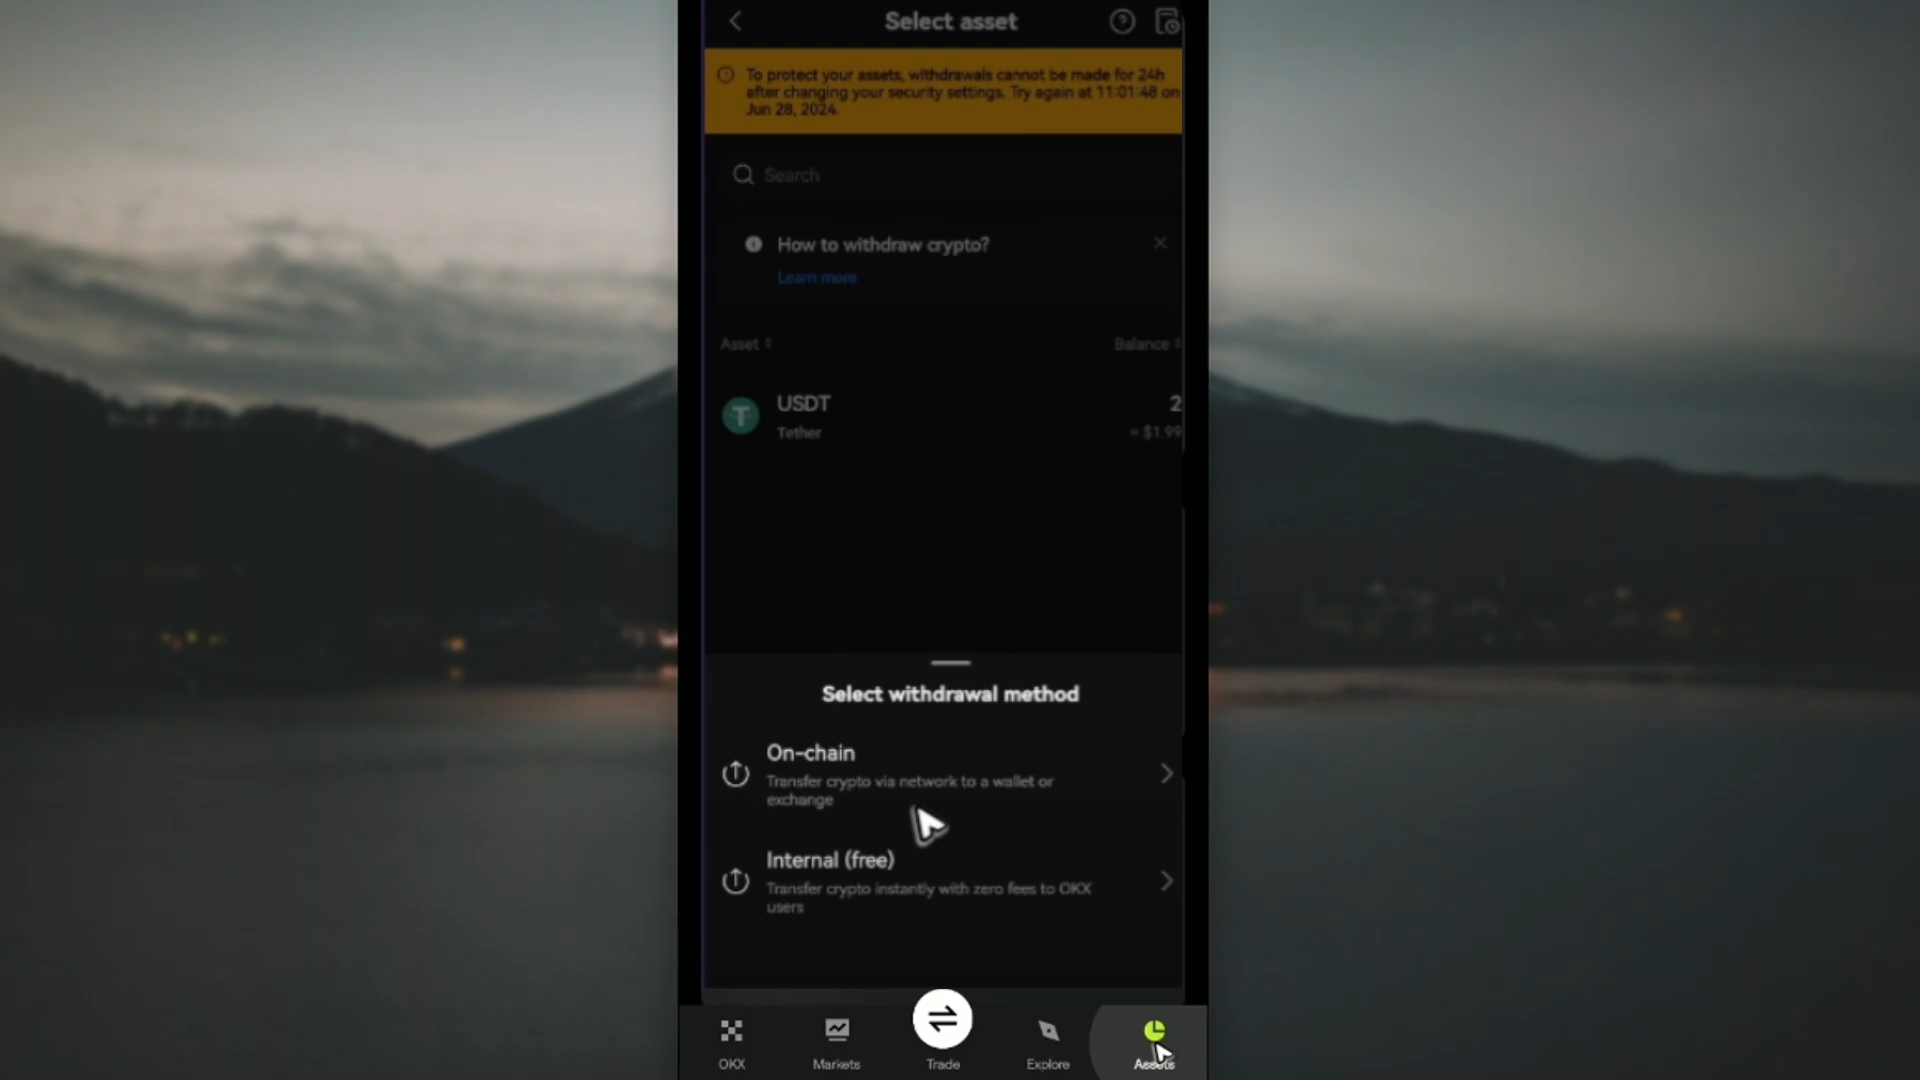 Select asset
To protect your assets, withdrawals cannot be made for 24h
after changing your security settings. Try again at 11:01:48 on
Jun 28, 2024.
Search
How to withdraw crypto?
Learn more
Asset
Balance
USDT
2
Tether
≈ $1.99
Select withdrawal method
On-chain
Transfer crypto via network to a wallet or
exchange
Internal (free)
Transfer crypto instantly with zero fees to OKX
users
OKX
Markets
Trade
Explore
Assets